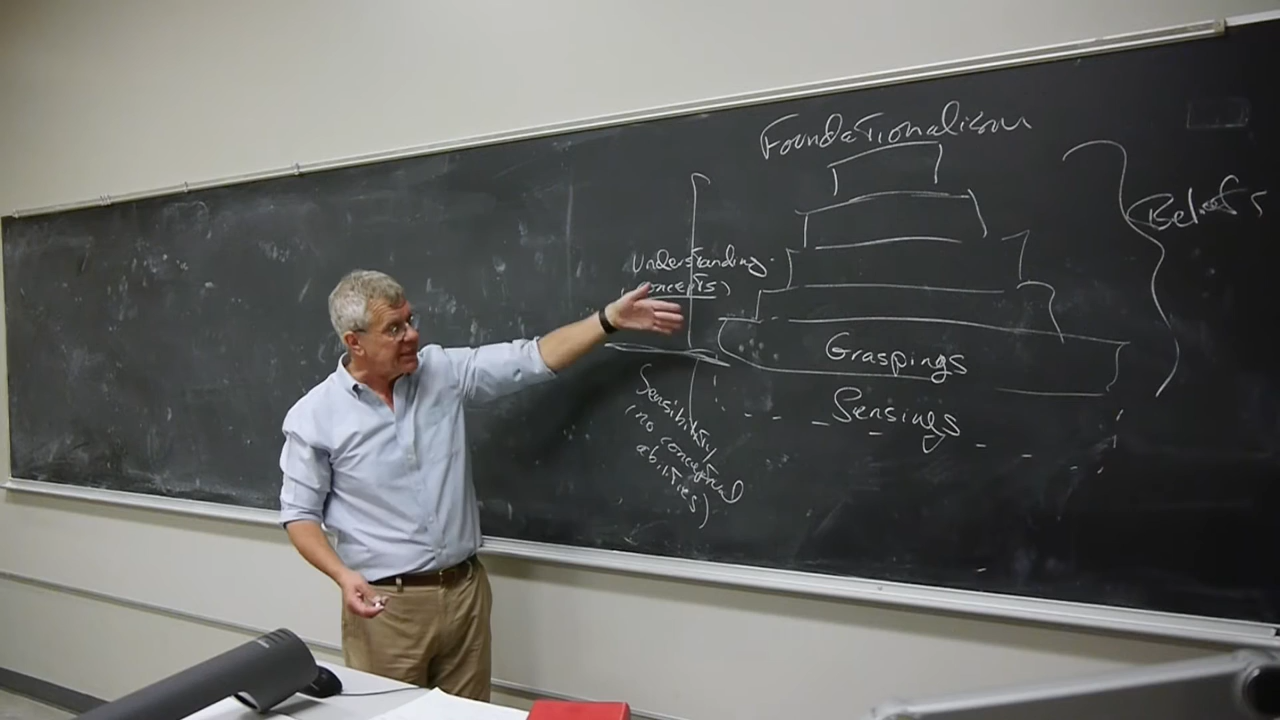 Foundationalism
Beliefs
Understanding
(concepts)
Graspings
Sensings
Sensibility
(no conceptual
abilities)